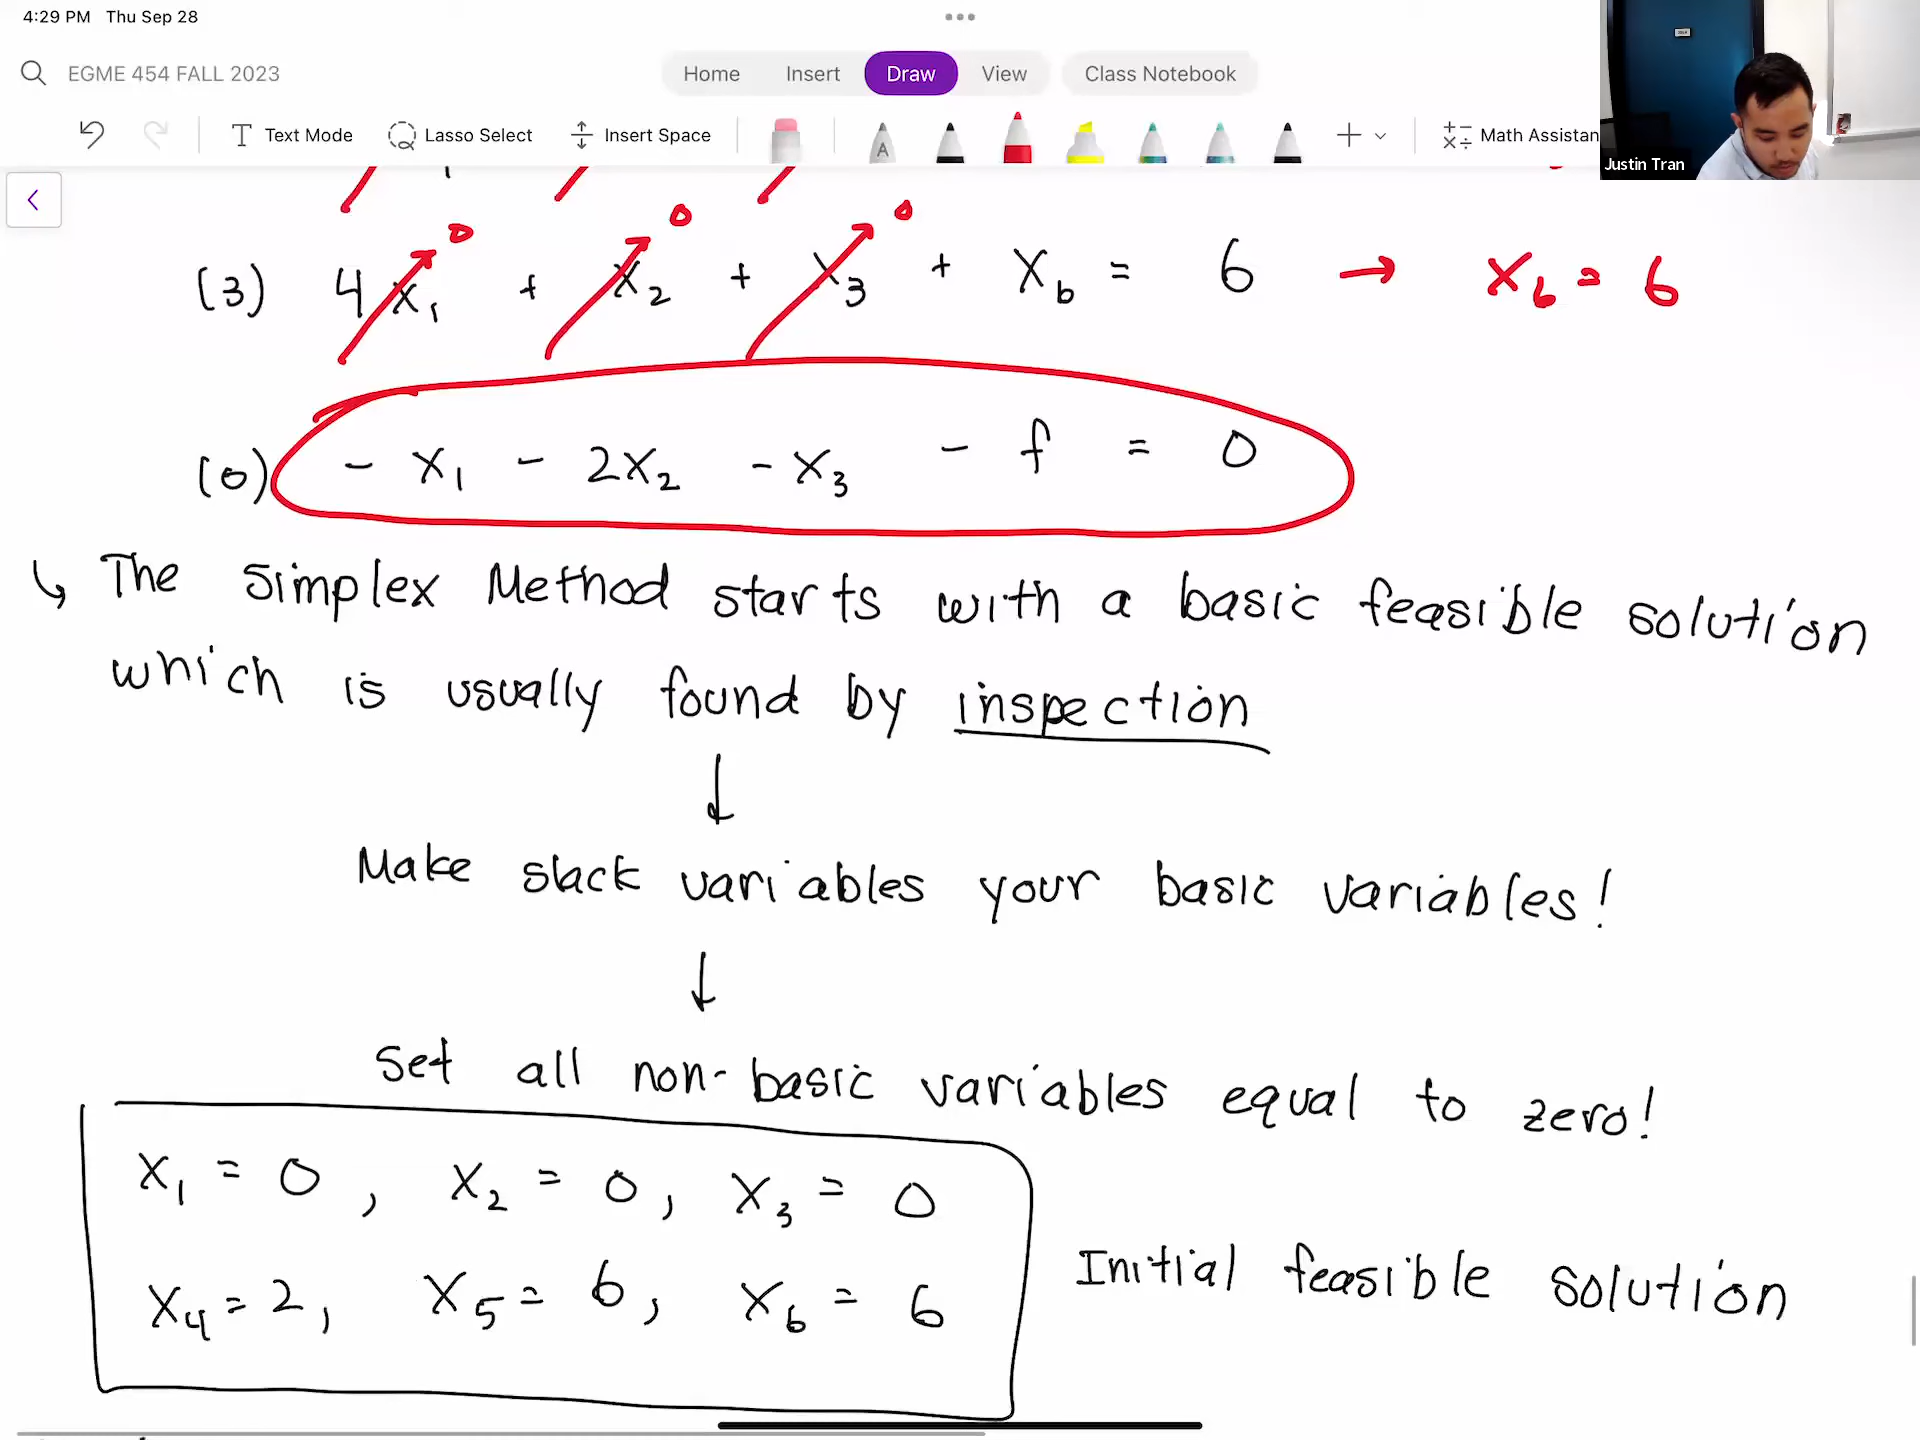 4:29 PM Thu Sep 28
EGME 454 FALL 2023
Home Insert Draw View Class Notebook
Text Mode Lasso Select Insert Space Math Assistan
Justin Tran
(3) 4x₁ + x₂ + x₃ + x₆ = 6 → x₆ = 6
0 0 0
(0) - x₁ - 2x₂ - x₃ - f = 0
↳ The Simplex Method starts with a basic feasible solution
which is usually found by inspection
↓
Make slack variables your basic variables!
↓
Set all non-basic variables equal to zero!
x₁ = 0, x₂ = 0, x₃ = 0
x₄ = 2, x₅ = 6, x₆ = 6
Initial feasible solution